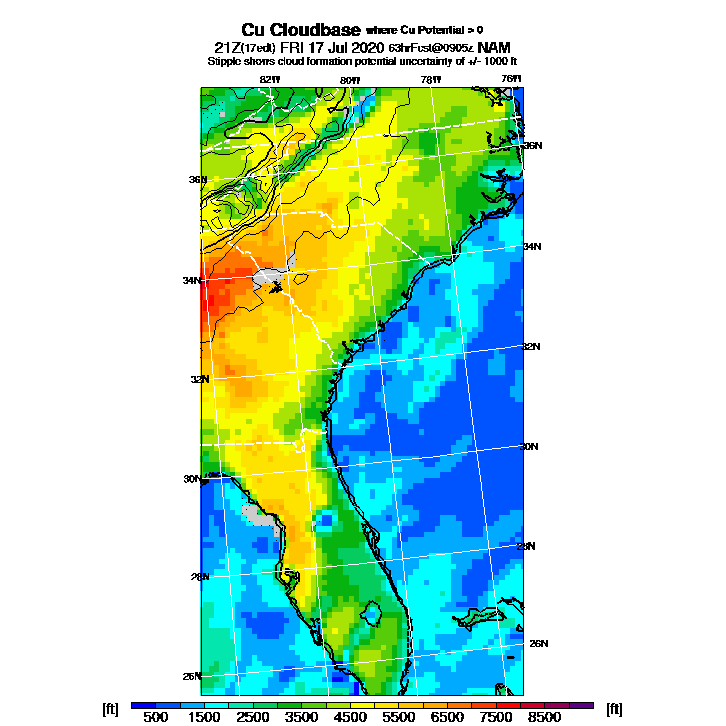 Cu Cloudbase where Cu Potential > 0
21Z(17edt) FRI 17 Jul 2020 63hrFcst@0905z NAM
Stipple shows cloud formation potential uncertainty of +/- 1000 ft
82W 80W 78W 76W
36N
36N
34N
34N
32N
32N
30N
30N
28N
28N
26N
26N
[ft] [ft]
500 1500 2500 3500 4500 5500 6500 7500 8500